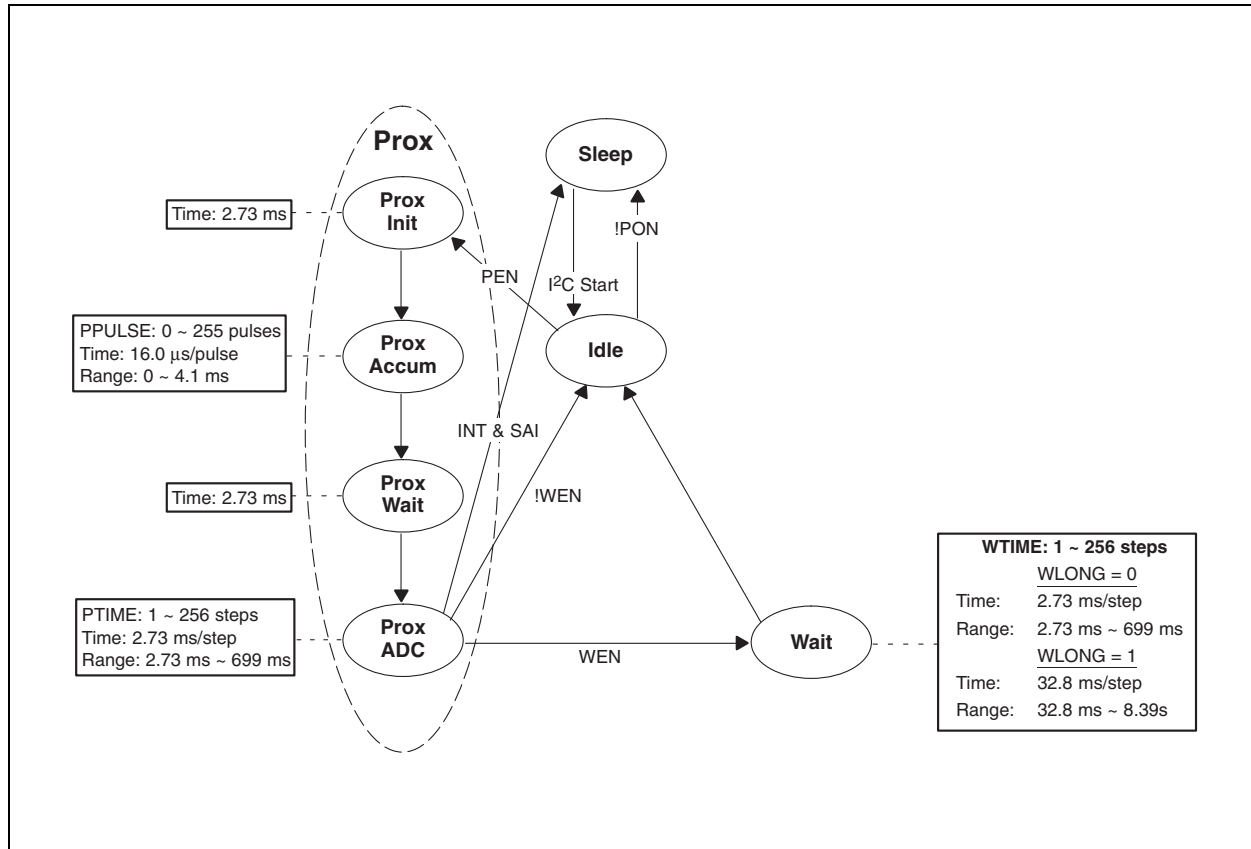 Prox
Sleep
Prox
Init
Time: 2.73 ms
!PON
PEN
I²C Start
PPULSE: 0 ~ 255 pulses
Time: 16.0 μs/pulse
Range: 0 ~ 4.1 ms
Prox
Accum
Idle
INT & SAI
Prox
Wait
Time: 2.73 ms
!WEN
PTIME: 1 ~ 256 steps
Time: 2.73 ms/step
Range: 2.73 ms ~ 699 ms
Prox
ADC
WEN
Wait
WTIME: 1 ~ 256 steps
WLONG = 0
Time: 2.73 ms/step
Range: 2.73 ms ~ 699 ms
WLONG = 1
Time: 32.8 ms/step
Range: 32.8 ms ~ 8.39s